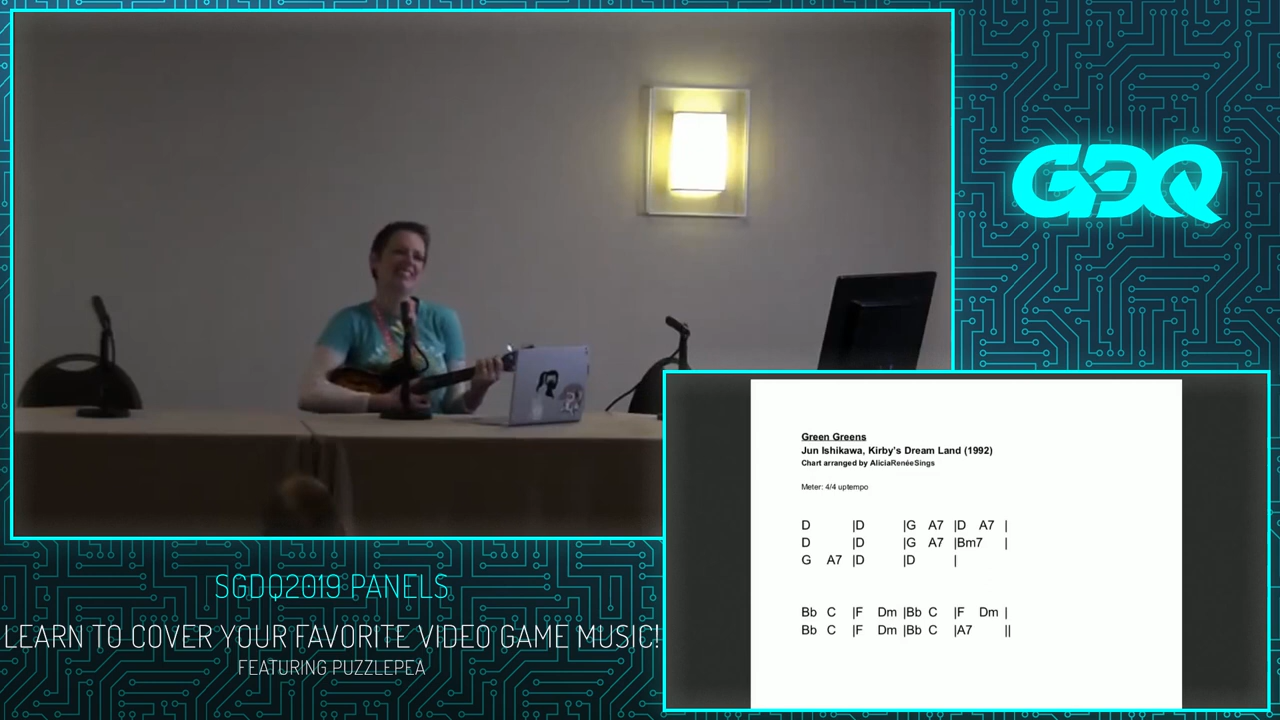 GDQ
Green Greens
Jun Ishikawa, Kirby's Dream Land (1992)
Chart arranged by AliciaRenéeSings
Meter: 4/4 uptempo
D |D |G A7 |D A7 |
D |D |G A7 |Bm7 |
G A7 |D |D |
Bb C |F Dm |Bb C |F Dm |
Bb C |F Dm |Bb C |A7 ||
SGDQ2019 PANELS
LEARN TO COVER YOUR FAVORITE VIDEO GAME MUSIC!
FEATURING PUZZLEPEA